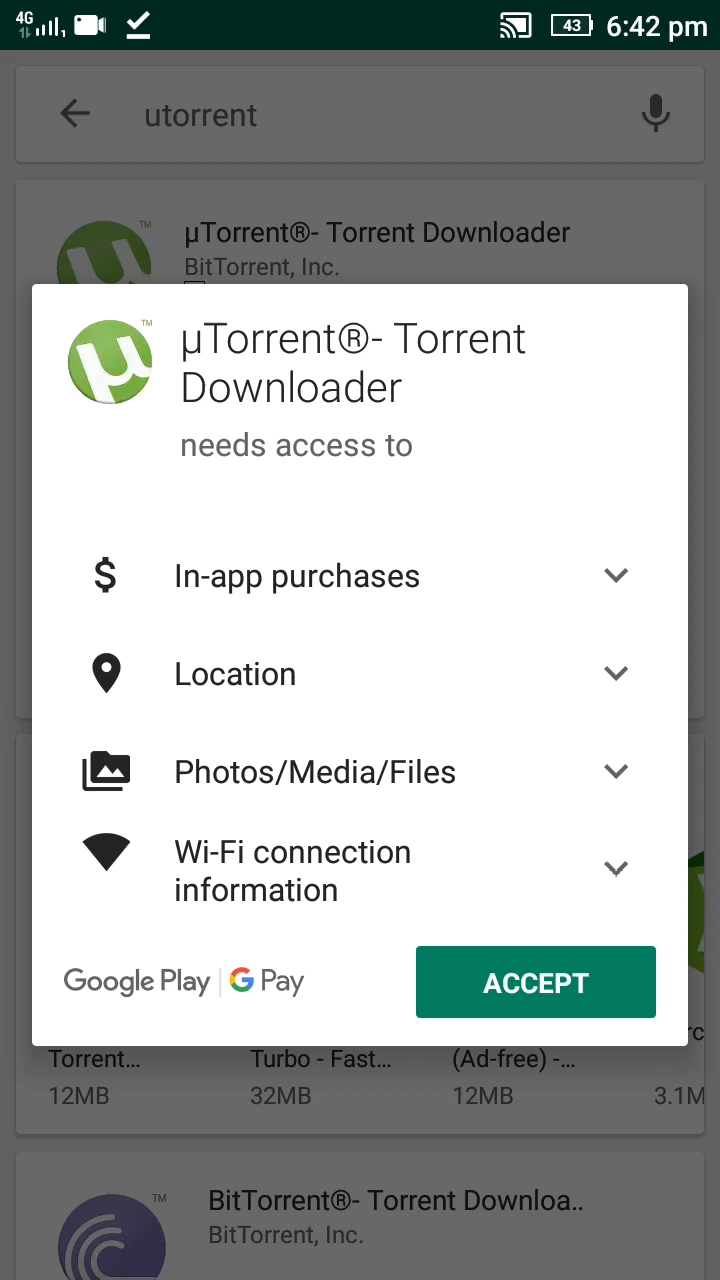 4G 43 6:42 pm
utorrent
µTorrent®- Torrent Downloader
BitTorrent, Inc.
µTorrent®- Torrent
Downloader
needs access to
In-app purchases
Location
Photos/Media/Files
Wi-Fi connection
information
Google Play G Pay ACCEPT
Torrent... Turbo - Fast... (Ad-free) -...
12MB 32MB 12MB 3.1M
BitTorrent®- Torrent Downloa..
BitTorrent, Inc.